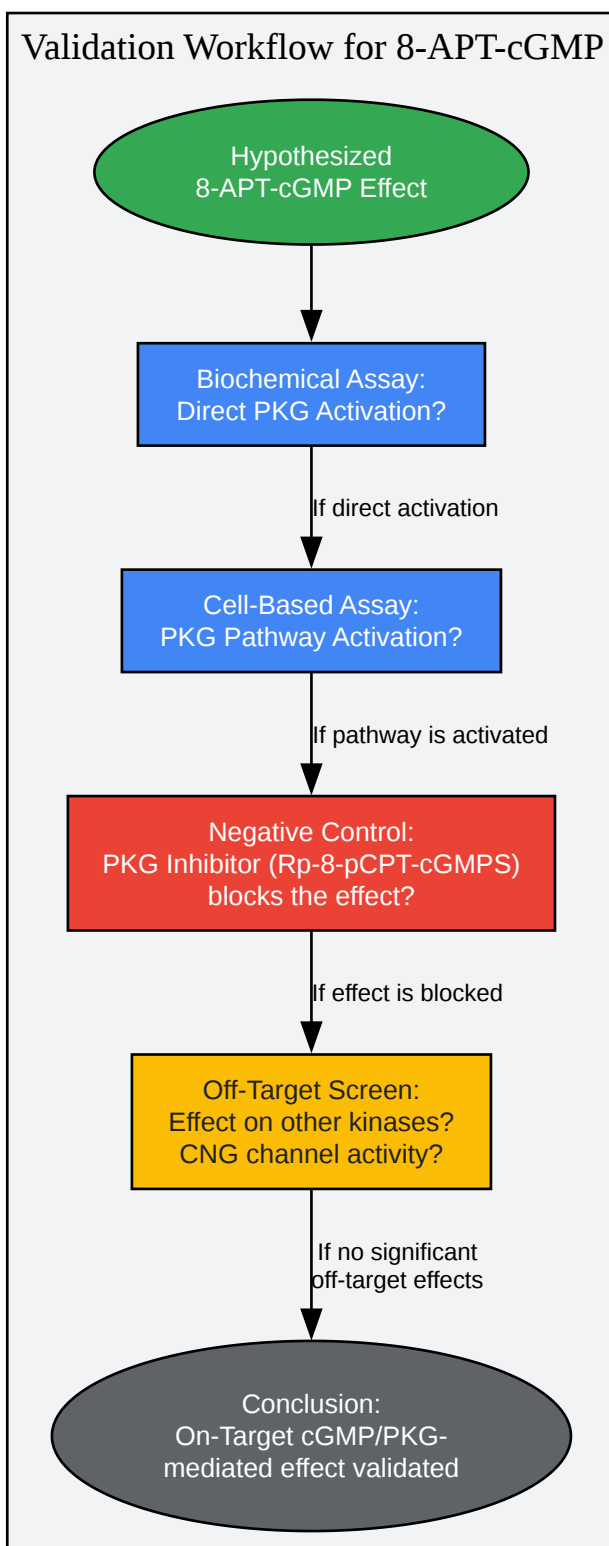 Validation Workflow for 8-APT-cGMP
Hypothesized
8-APT-cGMP Effect
Biochemical Assay:
Direct PKG Activation?
If direct activation
Cell-Based Assay:
PKG Pathway Activation?
If pathway is activated
Negative Control:
PKG Inhibitor (Rp-8-pCPT-cGMPS)
blocks the effect?
If effect is blocked
Off-Target Screen:
Effect on other kinases?
CNG channel activity?
If no significant
off-target effects
Conclusion:
On-Target cGMP/PKG-
mediated effect validated